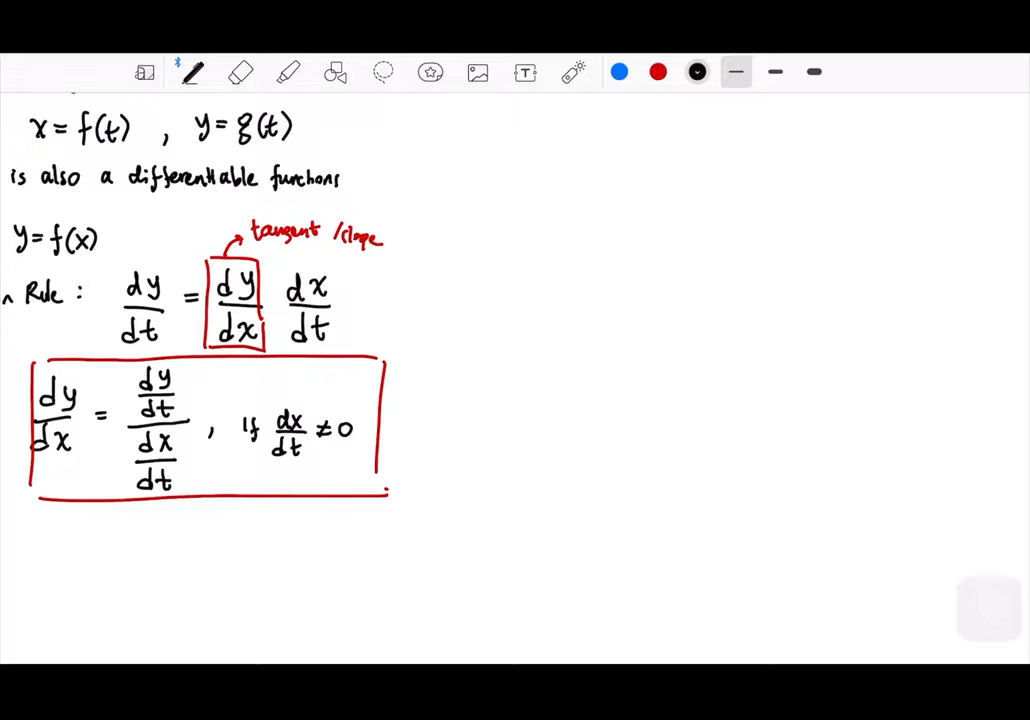 x = f(t) , y = g(t)
is also a differentiable functions
y = f(x)
tangent /slope
Rule : dy/dt = dy/dx dx/dt
dy/dx = (dy/dt)/(dx/dt) , if dx/dt ≠ 0